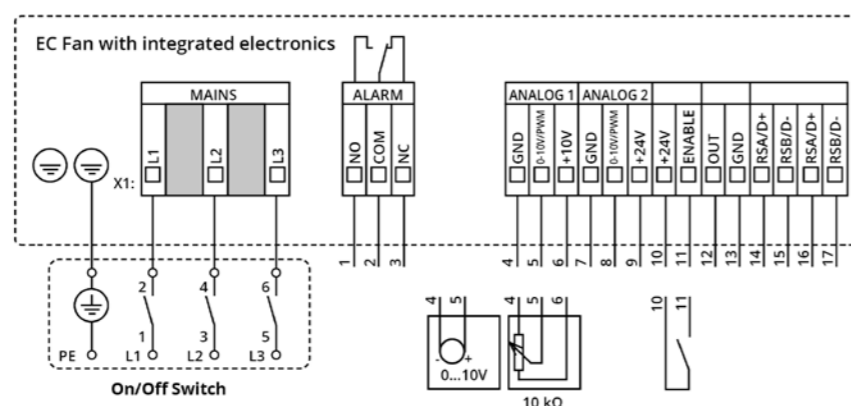 EC Fan with integrated electronics
MAINS
ALARM
ANALOG 1 ANALOG 2
X1:
L1
L2
L3
NO
COM
NC
GND
0-10V/PWM
+10V
GND
0-10V/PWM
+24V
+24V
ENABLE
OUT
GND
RSA/D+
RSB/D-
RSA/D+
RSB/D-
1 2 3 4 5 6 7 8 9 10 11 12 13 14 15 16 17
2 4 6
1 3 5
PE L1 L2 L3
On/Off Switch
4 5
- +
0...10V
4 5 6
10 kΩ
10 11